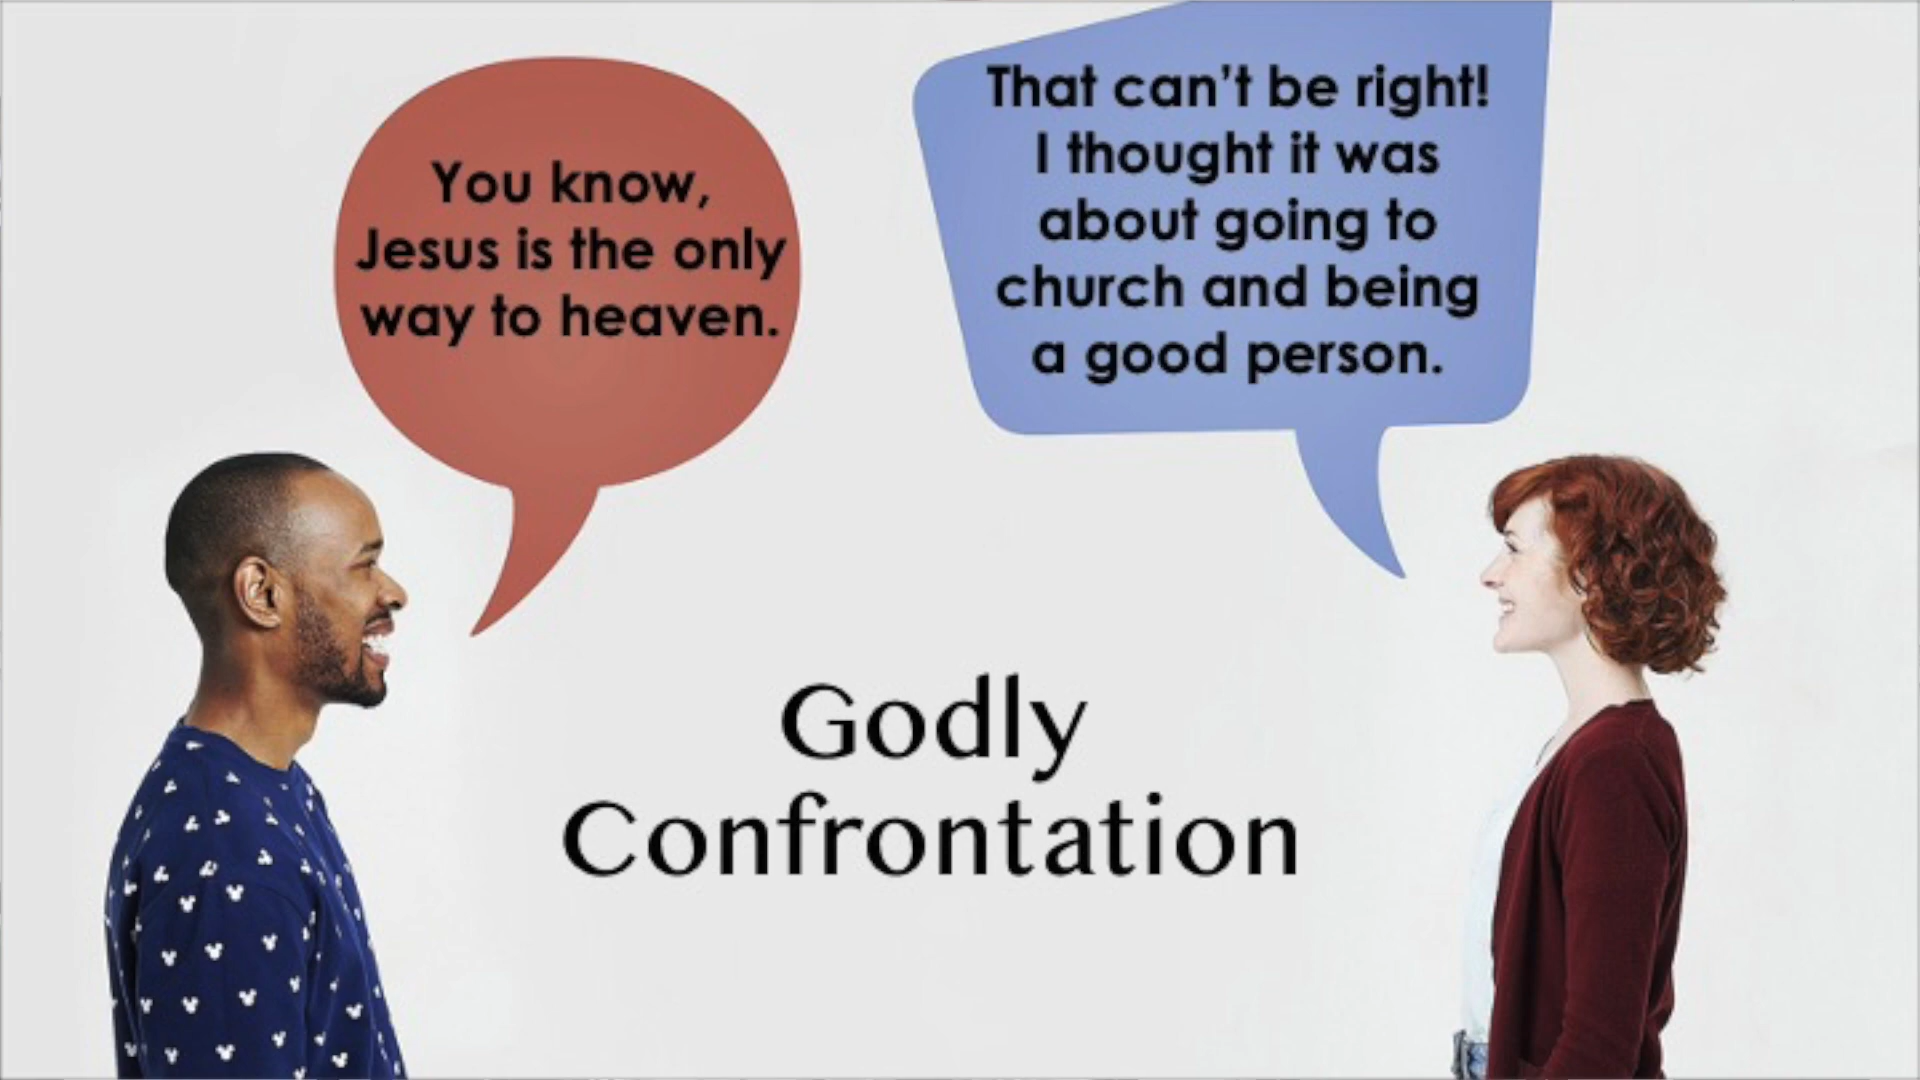 You know,
Jesus is the only
way to heaven.
That can't be right!
I thought it was
about going to
church and being
a good person.
Godly
Confrontation